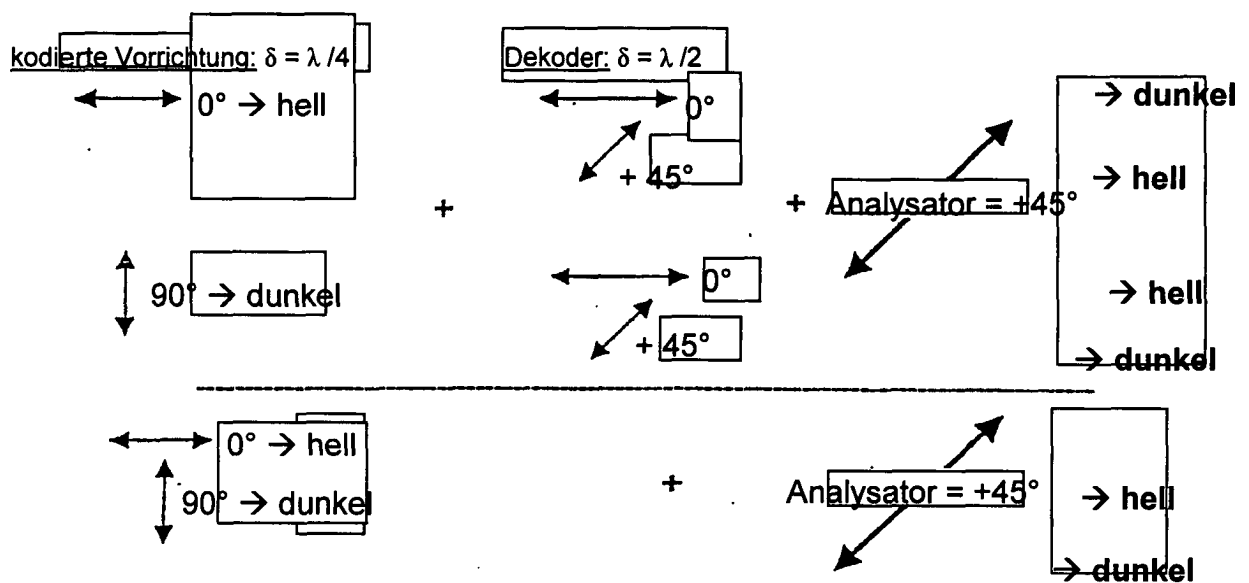 kodierte Vorrichtung: δ = λ /4
Dekoder: δ = λ /2
0° → hell
0°
→ dunkel
+ 45°
→ hell
+
+ Analysator = +45°
90° → dunkel
0°
→ hell
+ 45°
→ dunkel
0° → hell
90° → dunkel
+
Analysator = +45°
→ hell
→ dunkel